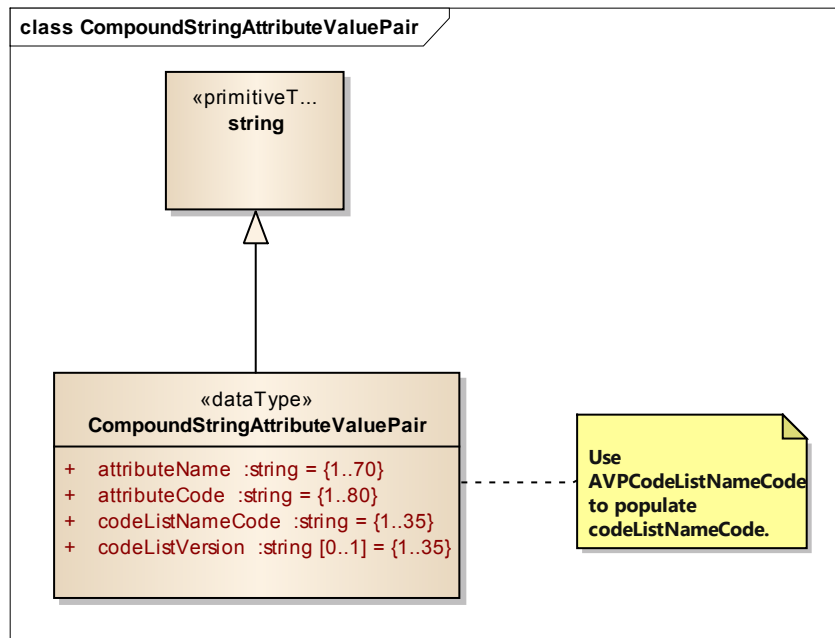 class CompoundStringAttributeValuePair
«primitiveT...
string
«dataType»
CompoundStringAttributeValuePair
+ attributeName :string = {1..70}
+ attributeCode :string = {1..80}
+ codeListNameCode :string = {1..35}
+ codeListVersion :string [0..1] = {1..35}
Use
AVPCodeListNameCode
to populate
codeListNameCode.